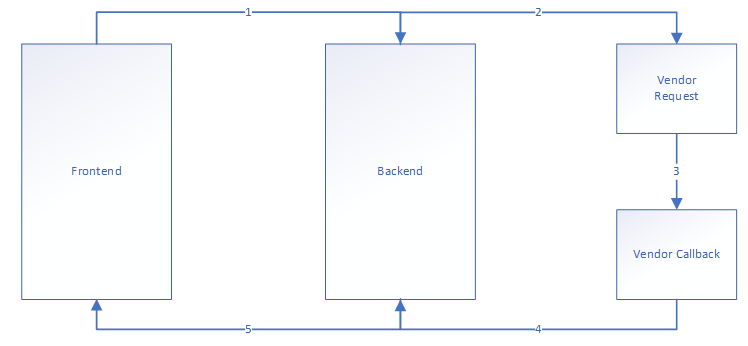 1
2
Vendor
Request
Frontend
Backend
3
Vendor Callback
5
4